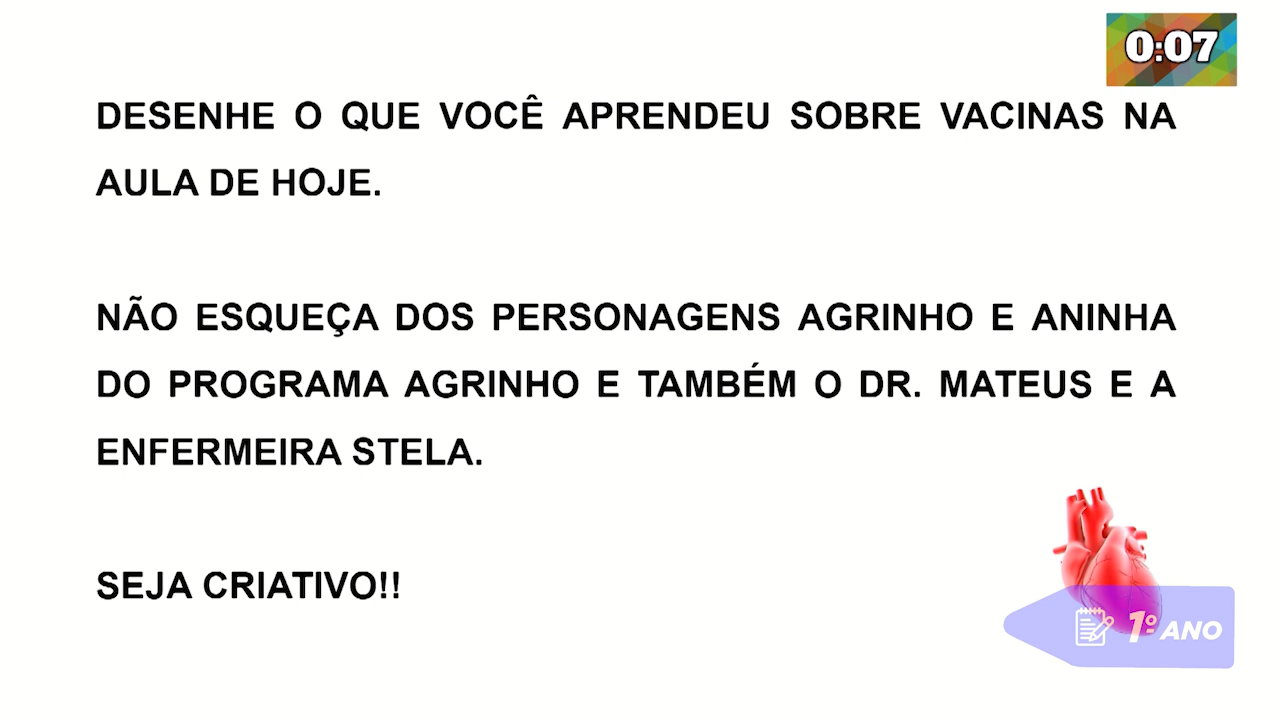 0:07
DESENHE O QUE VOCÊ APRENDEU SOBRE VACINAS NA
AULA DE HOJE.
NÃO ESQUEÇA DOS PERSONAGENS AGRINHO E ANINHA
DO PROGRAMA AGRINHO E TAMBÉM O DR. MATEUS E A
ENFERMEIRA STELA.
SEJA CRIATIVO!!
1º ANO